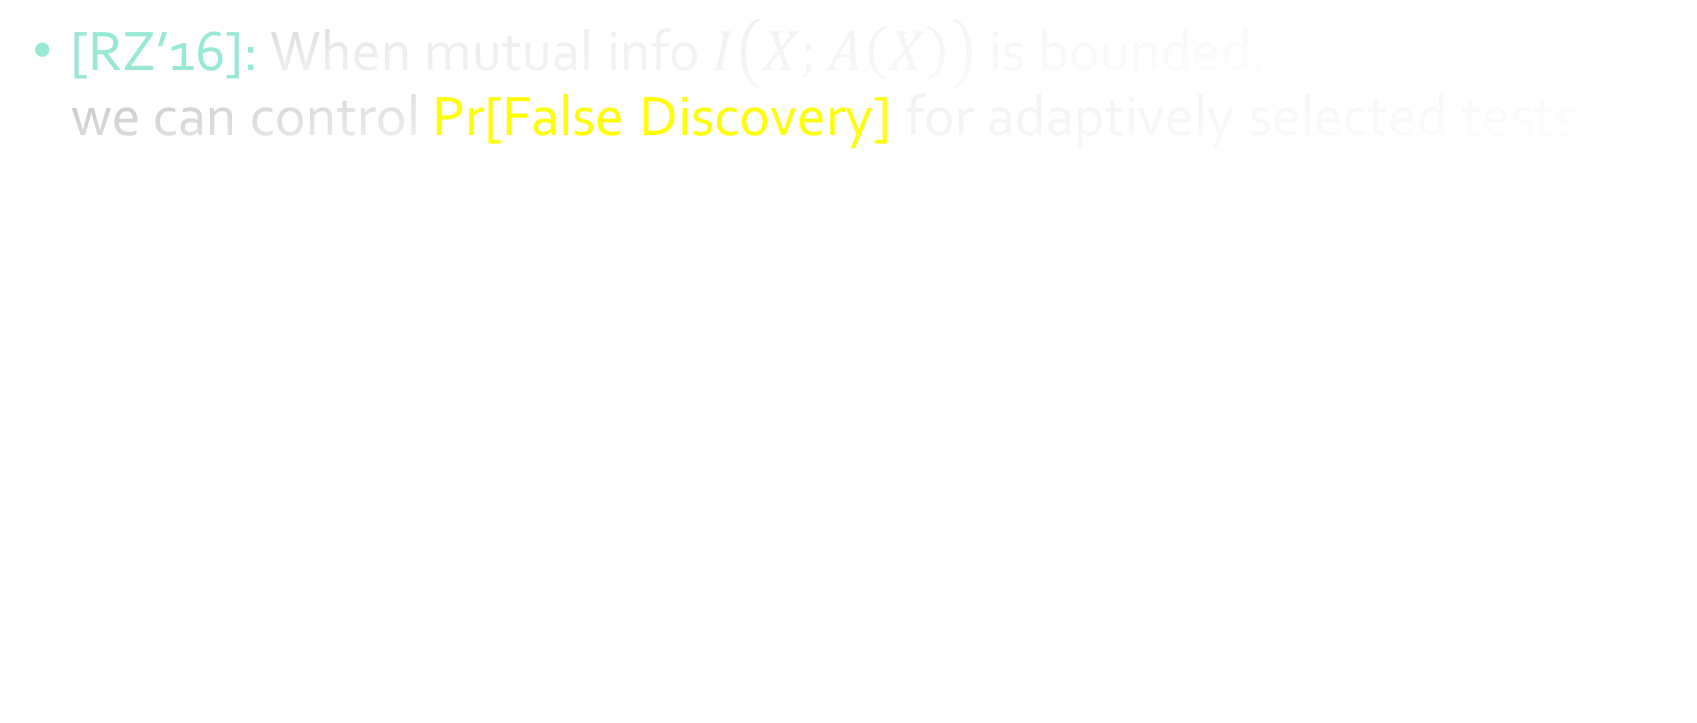 • [RZ’16]: When mutual info I(X; A(X)) is bounded,
we can control Pr[False Discovery] for adaptively selected tests.